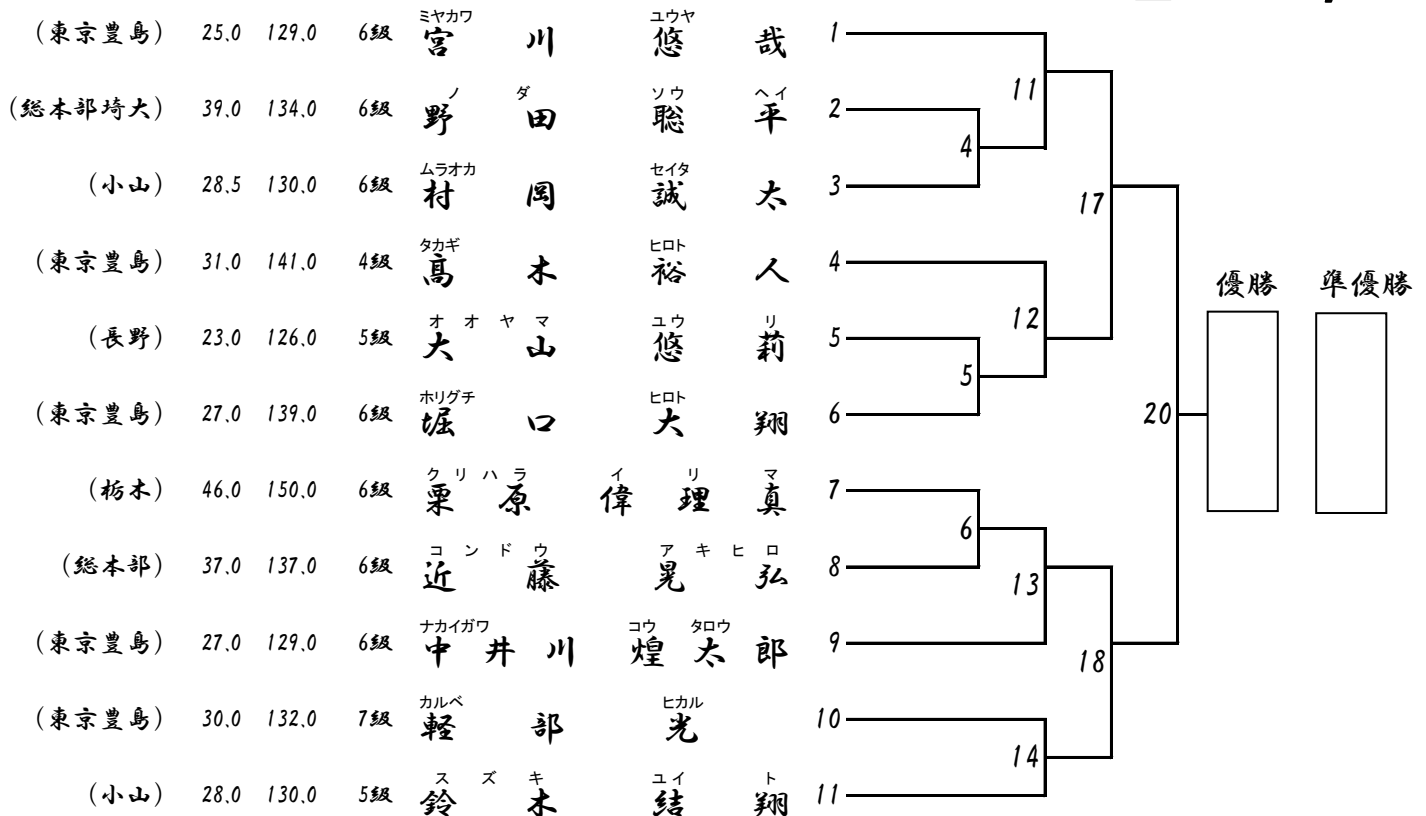 (東京豊島) 25.0 129.0 6級 宮川 悠哉 ミヤカワ ユウヤ 1
(総本部埼大) 39.0 134.0 6級 野田 聡平 ノダ ソウヘイ 2
(小山) 28.5 130.0 6級 村岡 誠太 ムラオカ セイタ 3
(東京豊島) 31.0 141.0 4級 髙木 裕人 タカギ ヒロト 4
(長野) 23.0 126.0 5級 大山 悠莉 オオヤマ ユウリ 5
(東京豊島) 27.0 139.0 6級 堀口 大翔 ホリグチ ヒロト 6
(栃木) 46.0 150.0 6級 栗原 偉理真 クリハラ イリマ 7
(総本部) 37.0 137.0 6級 近藤 晃弘 コンドウ アキヒロ 8
(東京豊島) 27.0 129.0 6級 中井川 煌太郎 ナカイガワ コウタロウ 9
(東京豊島) 30.0 132.0 7級 軽部 光 カルベ ヒカル 10
(小山) 28.0 130.0 5級 鈴木 結翔 スズキ ユイト 11
4
5
6
11
12
13
14
17
18
20
優勝 準優勝